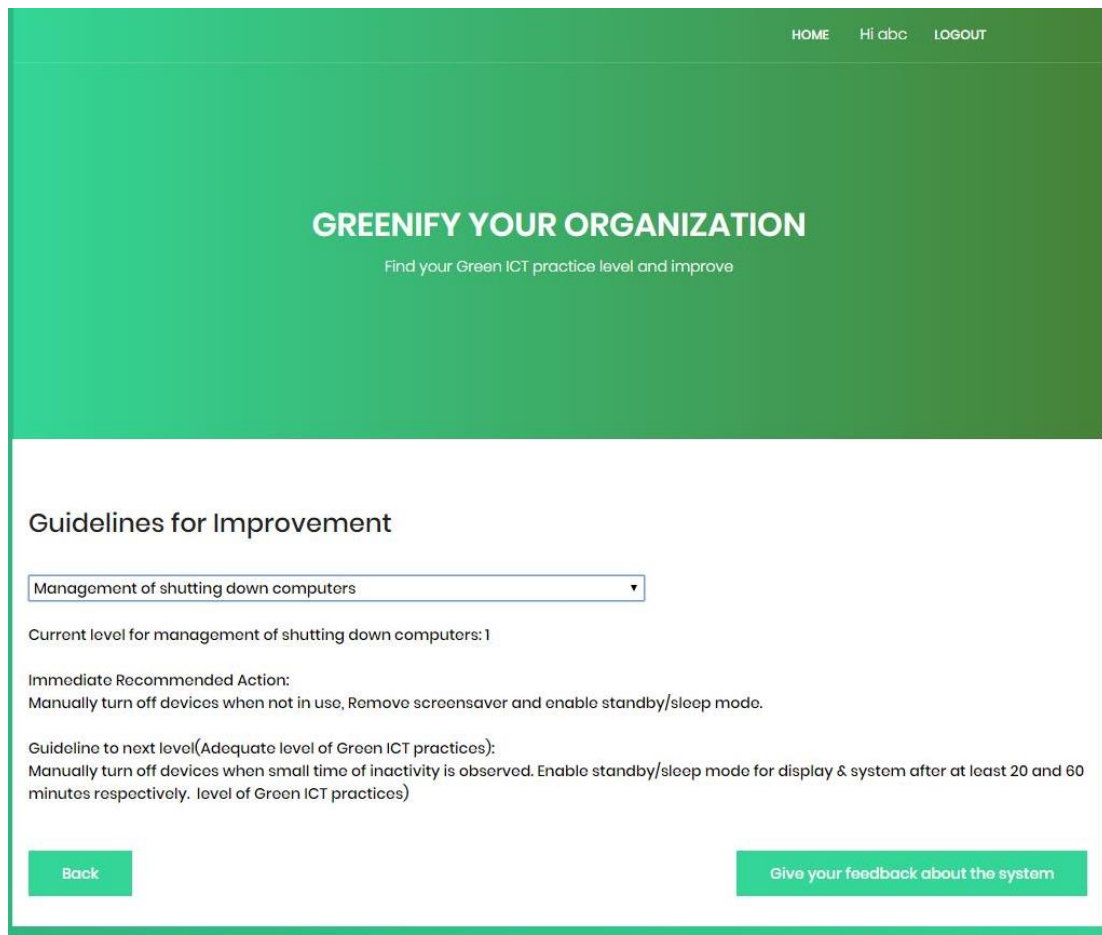 HOME Hi abc LOGOUT
GREENIFY YOUR ORGANIZATION
Find your Green ICT practice level and improve
Guidelines for Improvement
Management of shutting down computers
Current level for management of shutting down computers: 1
Immediate Recommended Action:
Manually turn off devices when not in use, Remove screensaver and enable standby/sleep mode.
Guideline to next level(Adequate level of Green ICT practices):
Manually turn off devices when small time of inactivity is observed. Enable standby/sleep mode for display & system after at least 20 and 60
minutes respectively. level of Green ICT practices)
Back Give your feedback about the system